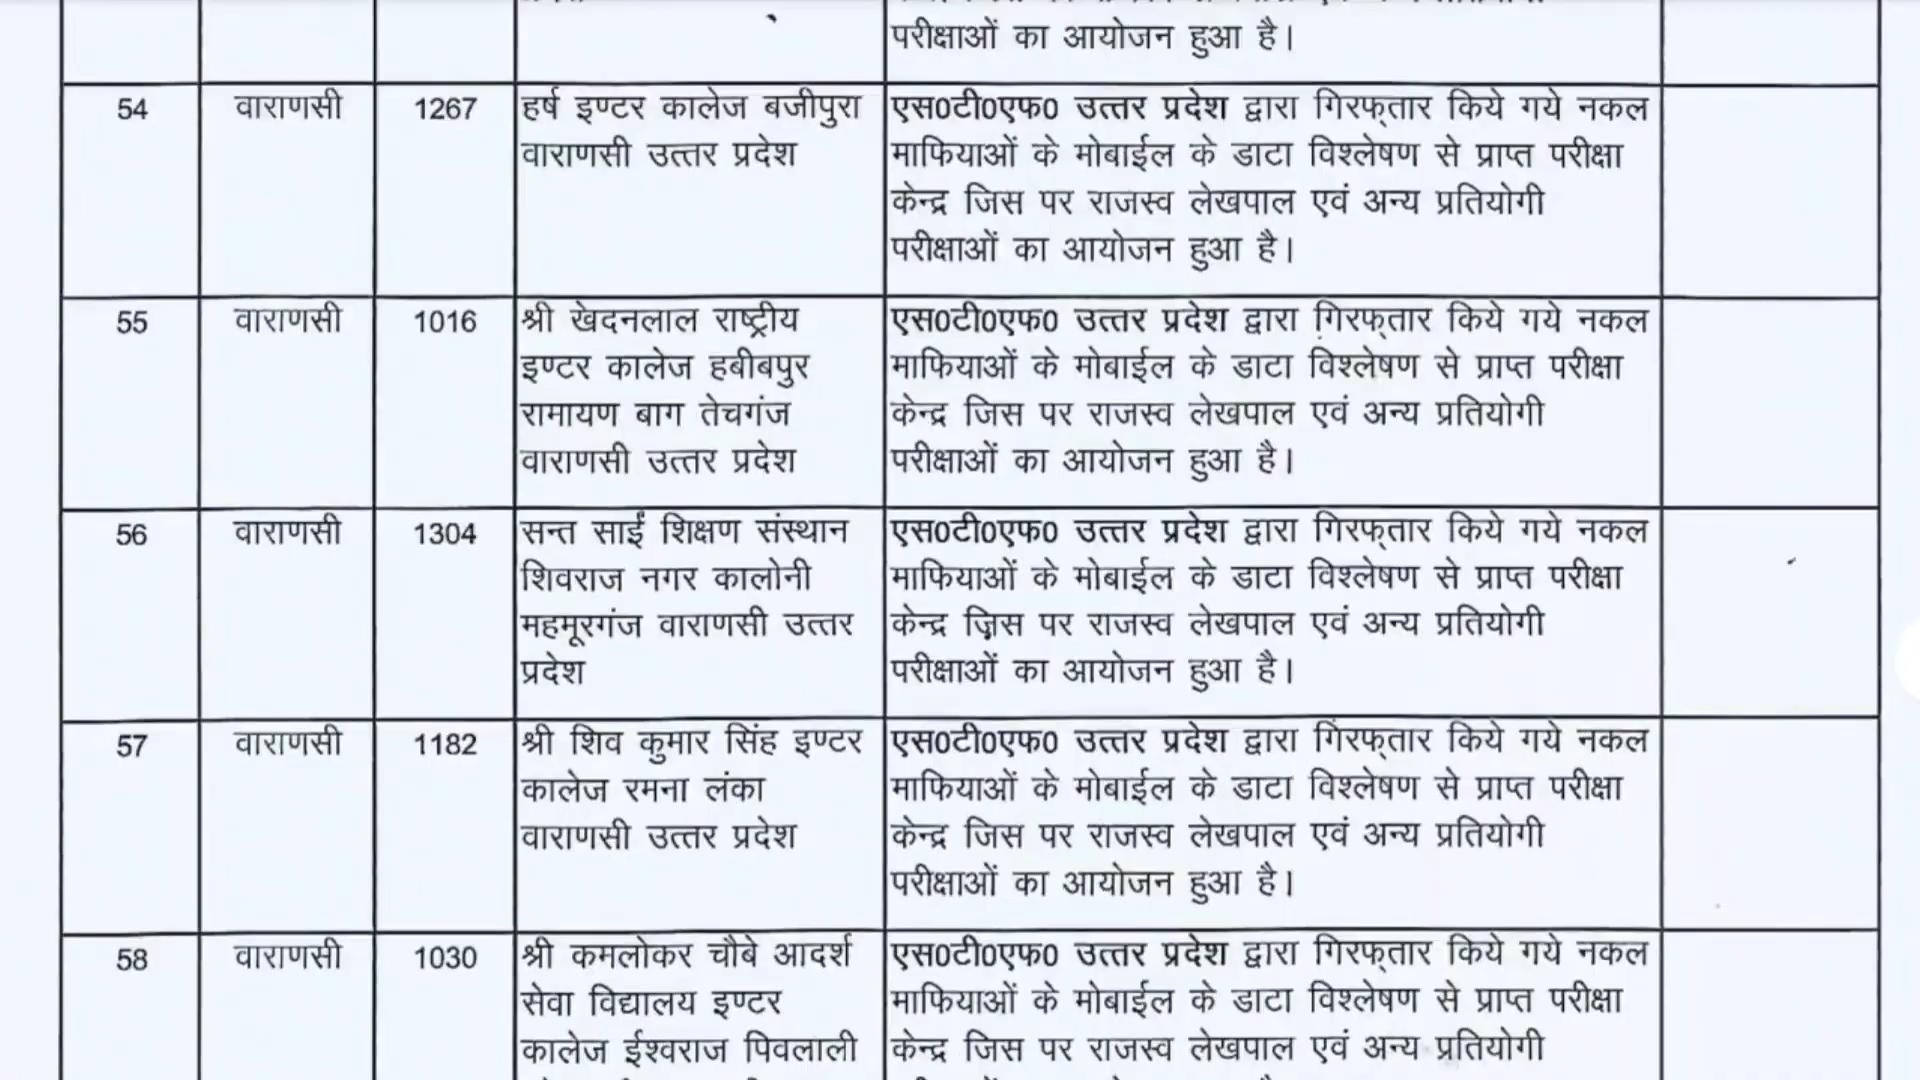 परीक्षाओं का आयोजन हुआ है।
54 वाराणसी 1267 हर्ष इण्टर कालेज बजीपुरा एस0टी0एफ0 उत्तर प्रदेश द्वारा गिरफ्तार किये गये नकल
वाराणसी उत्तर प्रदेश माफियाओं के मोबाईल के डाटा विश्लेषण से प्राप्त परीक्षा
केन्द्र जिस पर राजस्व लेखपाल एवं अन्य प्रतियोगी
परीक्षाओं का आयोजन हुआ है।
55 वाराणसी 1016 श्री खेदनलाल राष्ट्रीय एस0टी0एफ0 उत्तर प्रदेश द्वारा गिरफ्तार किये गये नकल
इण्टर कालेज हबीबपुर माफियाओं के मोबाईल के डाटा विश्लेषण से प्राप्त परीक्षा
रामायण बाग तेचगंज केन्द्र जिस पर राजस्व लेखपाल एवं अन्य प्रतियोगी
वाराणसी उत्तर प्रदेश परीक्षाओं का आयोजन हुआ है।
56 वाराणसी 1304 सन्त साईं शिक्षण संस्थान एस0टी0एफ0 उत्तर प्रदेश द्वारा गिरफ्तार किये गये नकल
शिवराज नगर कालोनी माफियाओं के मोबाईल के डाटा विश्लेषण से प्राप्त परीक्षा
महमूरगंज वाराणसी उत्तर केन्द्र जिस पर राजस्व लेखपाल एवं अन्य प्रतियोगी
प्रदेश परीक्षाओं का आयोजन हुआ है।
57 वाराणसी 1182 श्री शिव कुमार सिंह इण्टर एस0टी0एफ0 उत्तर प्रदेश द्वारा गिरफ्तार किये गये नकल
कालेज रमना लंका माफियाओं के मोबाईल के डाटा विश्लेषण से प्राप्त परीक्षा
वाराणसी उत्तर प्रदेश केन्द्र जिस पर राजस्व लेखपाल एवं अन्य प्रतियोगी
परीक्षाओं का आयोजन हुआ है।
58 वाराणसी 1030 श्री कमलोकर चौबे आदर्श एस0टी0एफ0 उत्तर प्रदेश द्वारा गिरफ्तार किये गये नकल
सेवा विद्यालय इण्टर माफियाओं के मोबाईल के डाटा विश्लेषण से प्राप्त परीक्षा
कालेज ईश्वराज पिवलाली केन्द्र जिस पर राजस्व लेखपाल एवं अन्य प्रतियोगी